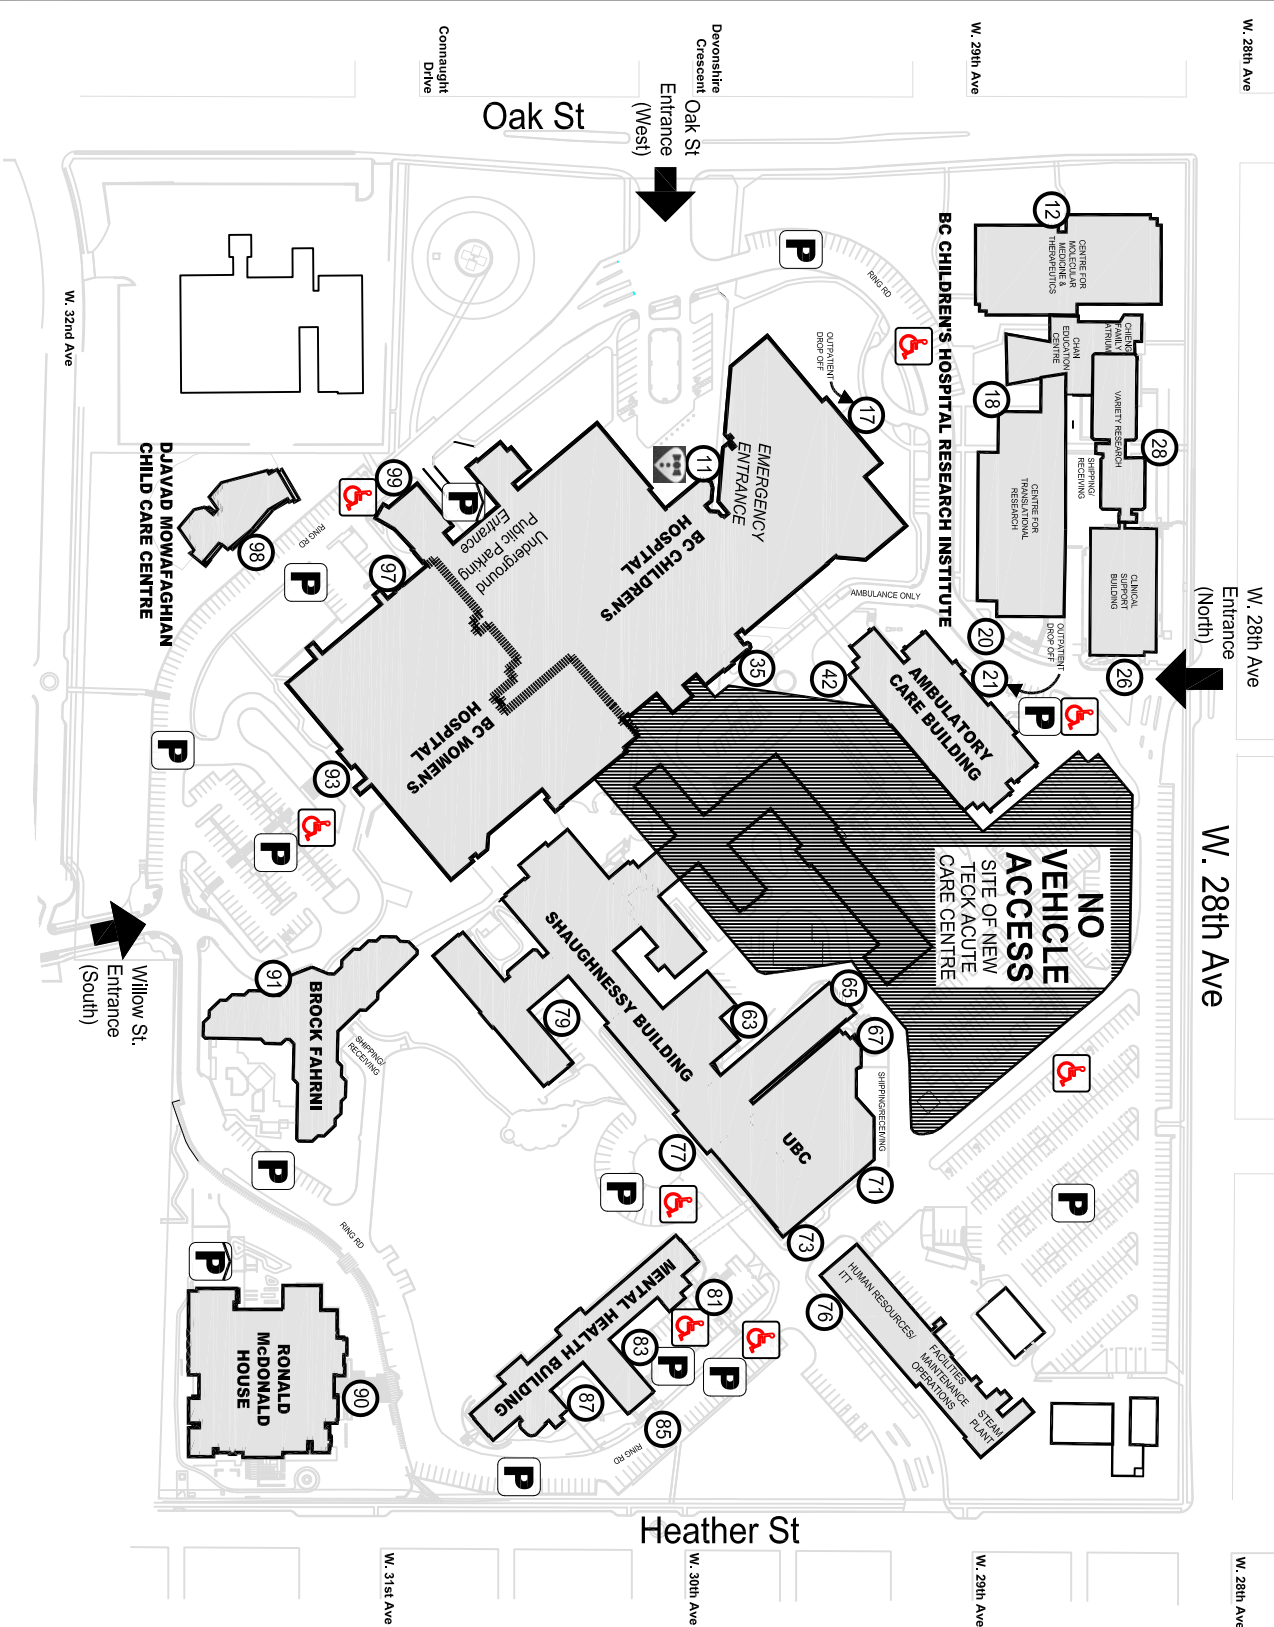 Connaught
Drive
Devonshire
Crescent
W. 29th Ave
W. 28th Ave
Oak St
Oak St
Entrance
(West)
W. 32nd Ave
12
CENTRE FOR
MOLECULAR
MEDICINE &
THERAPEUTICS
CHIENG
FAMILY
ATRIUM
CHAN
EDUCATION
CENTRE
18
VARIETY RESEARCH
28
SHIPPING/
RECEIVING
CENTRE FOR
TRANSLATIONAL
RESEARCH
CLINICAL
SUPPORT
BUILDING
BC CHILDREN'S HOSPITAL RESEARCH INSTITUTE
P
RING RD
OUTPATIENT
DROP OFF
17
11
EMERGENCY
ENTRANCE
BC CHILDREN'S
HOSPITAL
Underground
Public Parking
Entrance
P
99
97
98
RING RD
P
DJAVAD MOWAFAGHIAN
CHILD CARE CENTRE
AMBULANCE ONLY
20
OUTPATIENT
DROP OFF
21
26
P
W. 28th Ave
Entrance
(North)
35
42
AMBULATORY
CARE BUILDING
BC WOMEN'S
HOSPITAL
93
P
P
NO
VEHICLE
ACCESS
SITE OF NEW
TECK ACUTE
CARE CENTRE
W. 28th Ave
Willow St.
Entrance
(South)
91
BROCK FAHRNI
SHIPPING/
RECEIVING
P
SHAUGHNESSY BUILDING
79
63
65
67
SHIPPING/RECEIVING
UBC
71
73
77
P
P
RING RD
76
HUMAN RESOURCES/
ITT
FACILITIES
MAINTENANCE
OPERATIONS
STEAM
PLANT
MENTAL HEALTH BUILDING
81
83
P
P
87
85
RING RD
P
P
RONALD
McDONALD
HOUSE
90
Heather St
W. 31st Ave
W. 30th Ave
W. 29th Ave
W. 28th Ave